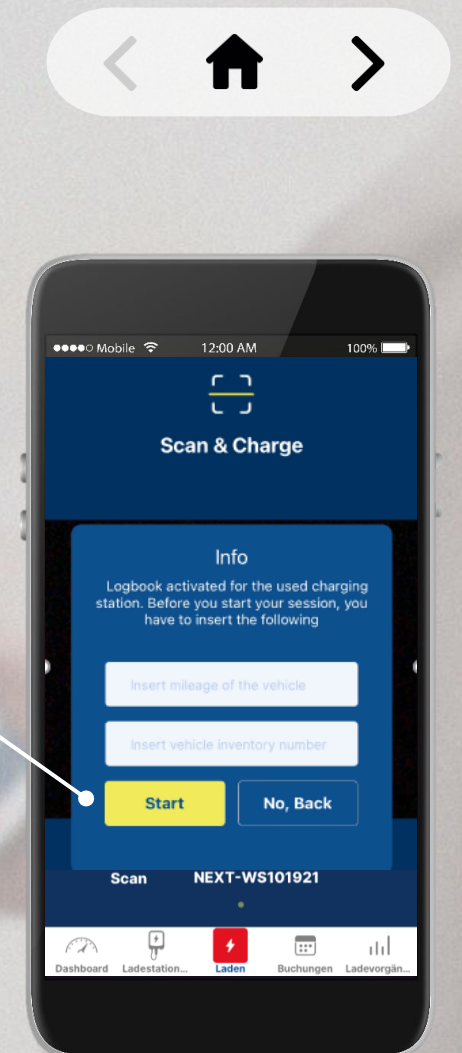 Mobile 12:00 AM 100%
Scan & Charge
Info
Logbook activated for the used charging
station. Before you start your session, you
have to insert the following
Insert mileage of the vehicle
Insert vehicle inventory number
Start No, Back
Scan NEXT-WS101921
Dashboard Ladestation... Laden Buchungen Ladevorgän...